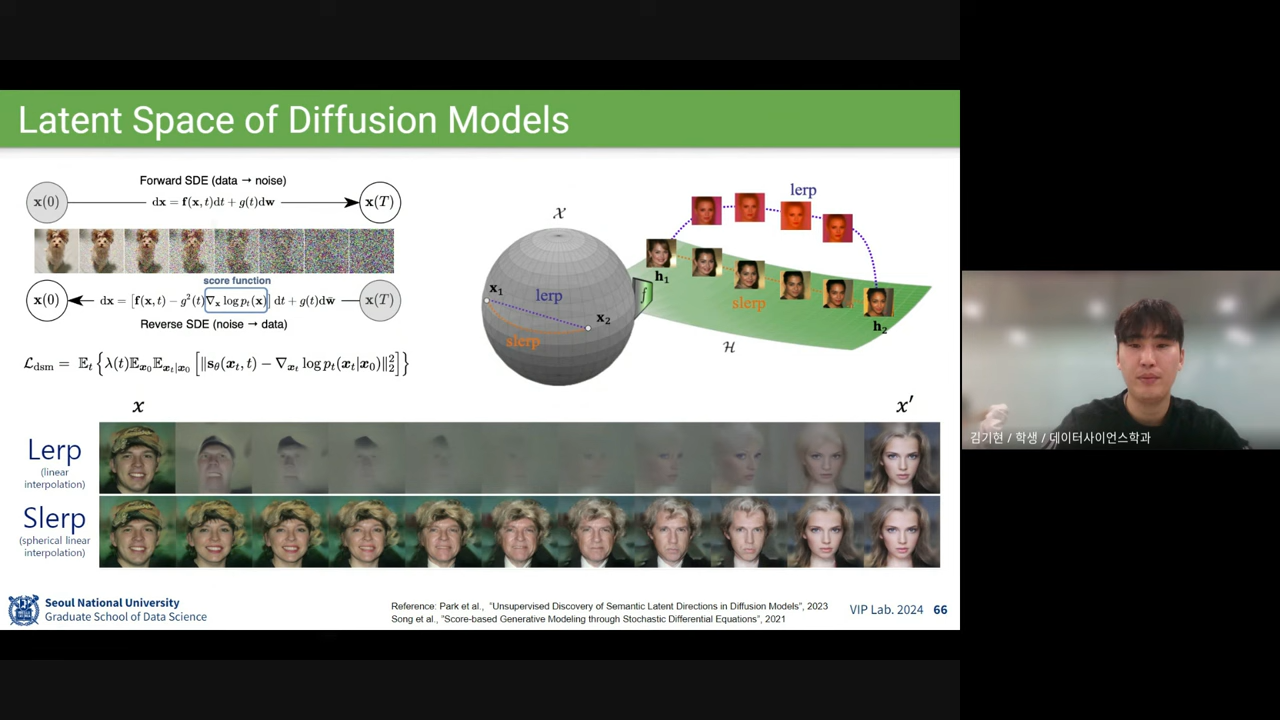 Latent Space of Diffusion Models
Forward SDE (data → noise)
x(0) dx = f(x, t)dt + g(t)dw x(T)
score function
x(0) dx = [f(x, t) − g²(t)∇ₓ log pₜ(x)] dt + g(t)dw̄ x(T)
Reverse SDE (noise → data)
ℒ_dsm = 𝔼ₜ{λ(t)𝔼_x₀𝔼_xₜ|x₀[‖s_θ(xₜ, t) − ∇_xₜ log pₜ(xₜ|x₀)‖₂²]}
𝒳
x₁
lerp
x₂
slerp
f
lerp
h₁
slerp
h₂
ℋ
x
x′
Lerp
(linear
interpolation)
Slerp
(spherical linear
interpolation)
Seoul National University
Graduate School of Data Science
Reference: Park et al., "Unsupervised Discovery of Semantic Latent Directions in Diffusion Models", 2023
Song et al., "Score-based Generative Modeling through Stochastic Differential Equations", 2021
VIP Lab. 2024 66
김기현 / 학생 / 데이터사이언스학과